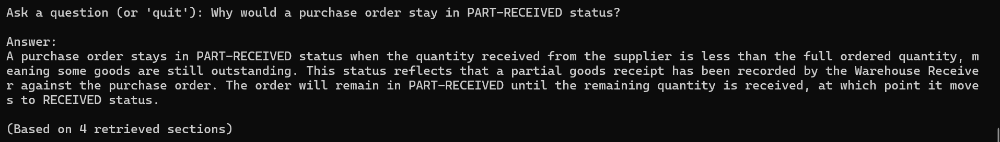 Ask a question (or 'quit'): Why would a purchase order stay in PART-RECEIVED status?
Answer:
A purchase order stays in PART-RECEIVED status when the quantity received from the supplier is less than the full ordered quantity, m
eaning some goods are still outstanding. This status reflects that a partial goods receipt has been recorded by the Warehouse Receive
r against the purchase order. The order will remain in PART-RECEIVED until the remaining quantity is received, at which point it move
s to RECEIVED status.
(Based on 4 retrieved sections)